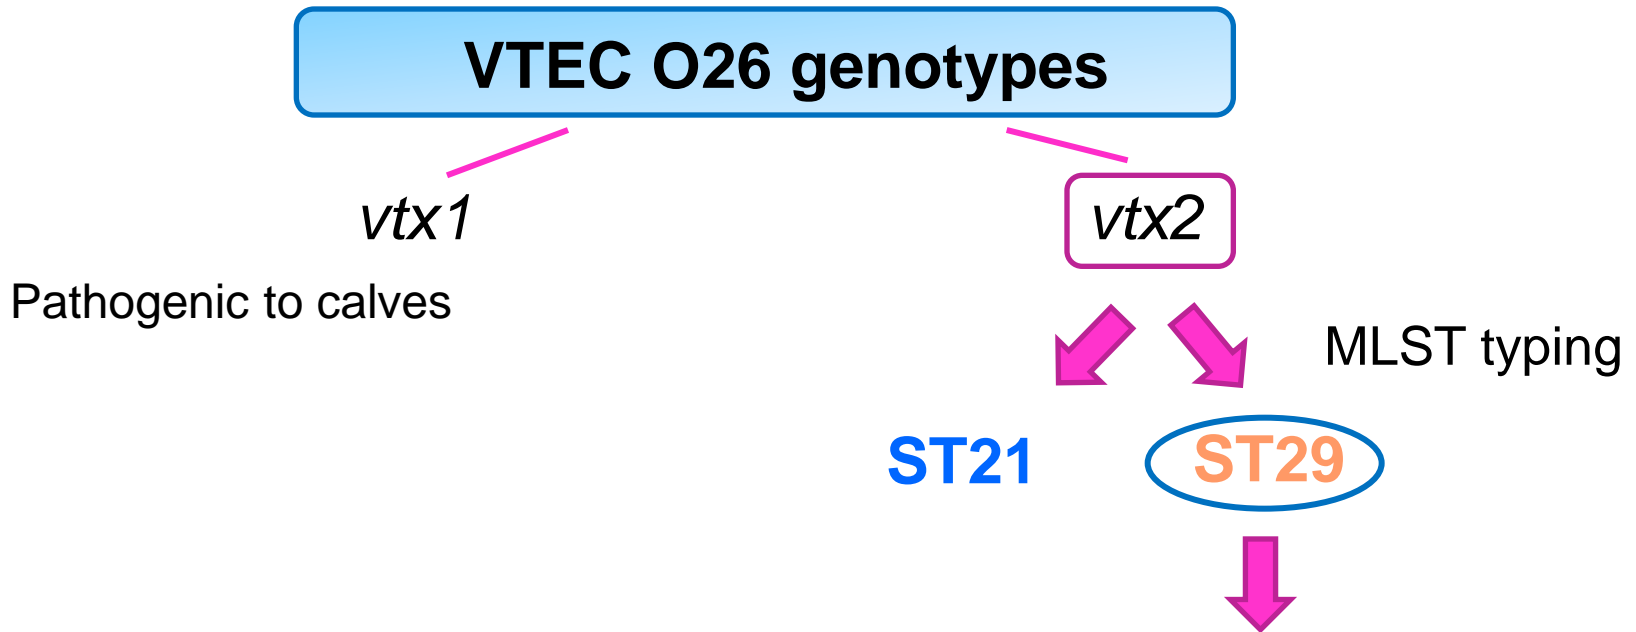 VTEC O26 genotypes
vtx1
vtx2
Pathogenic to calves
MLST typing
ST21
ST29